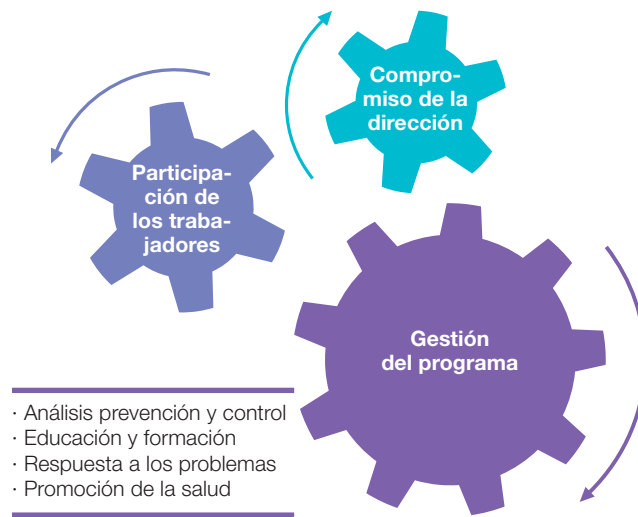 Compro-
miso de la
dirección
Participa-
ción de
los traba-
jadores
Gestión
del programa
· Análisis prevención y control
· Educación y formación
· Respuesta a los problemas
· Promoción de la salud